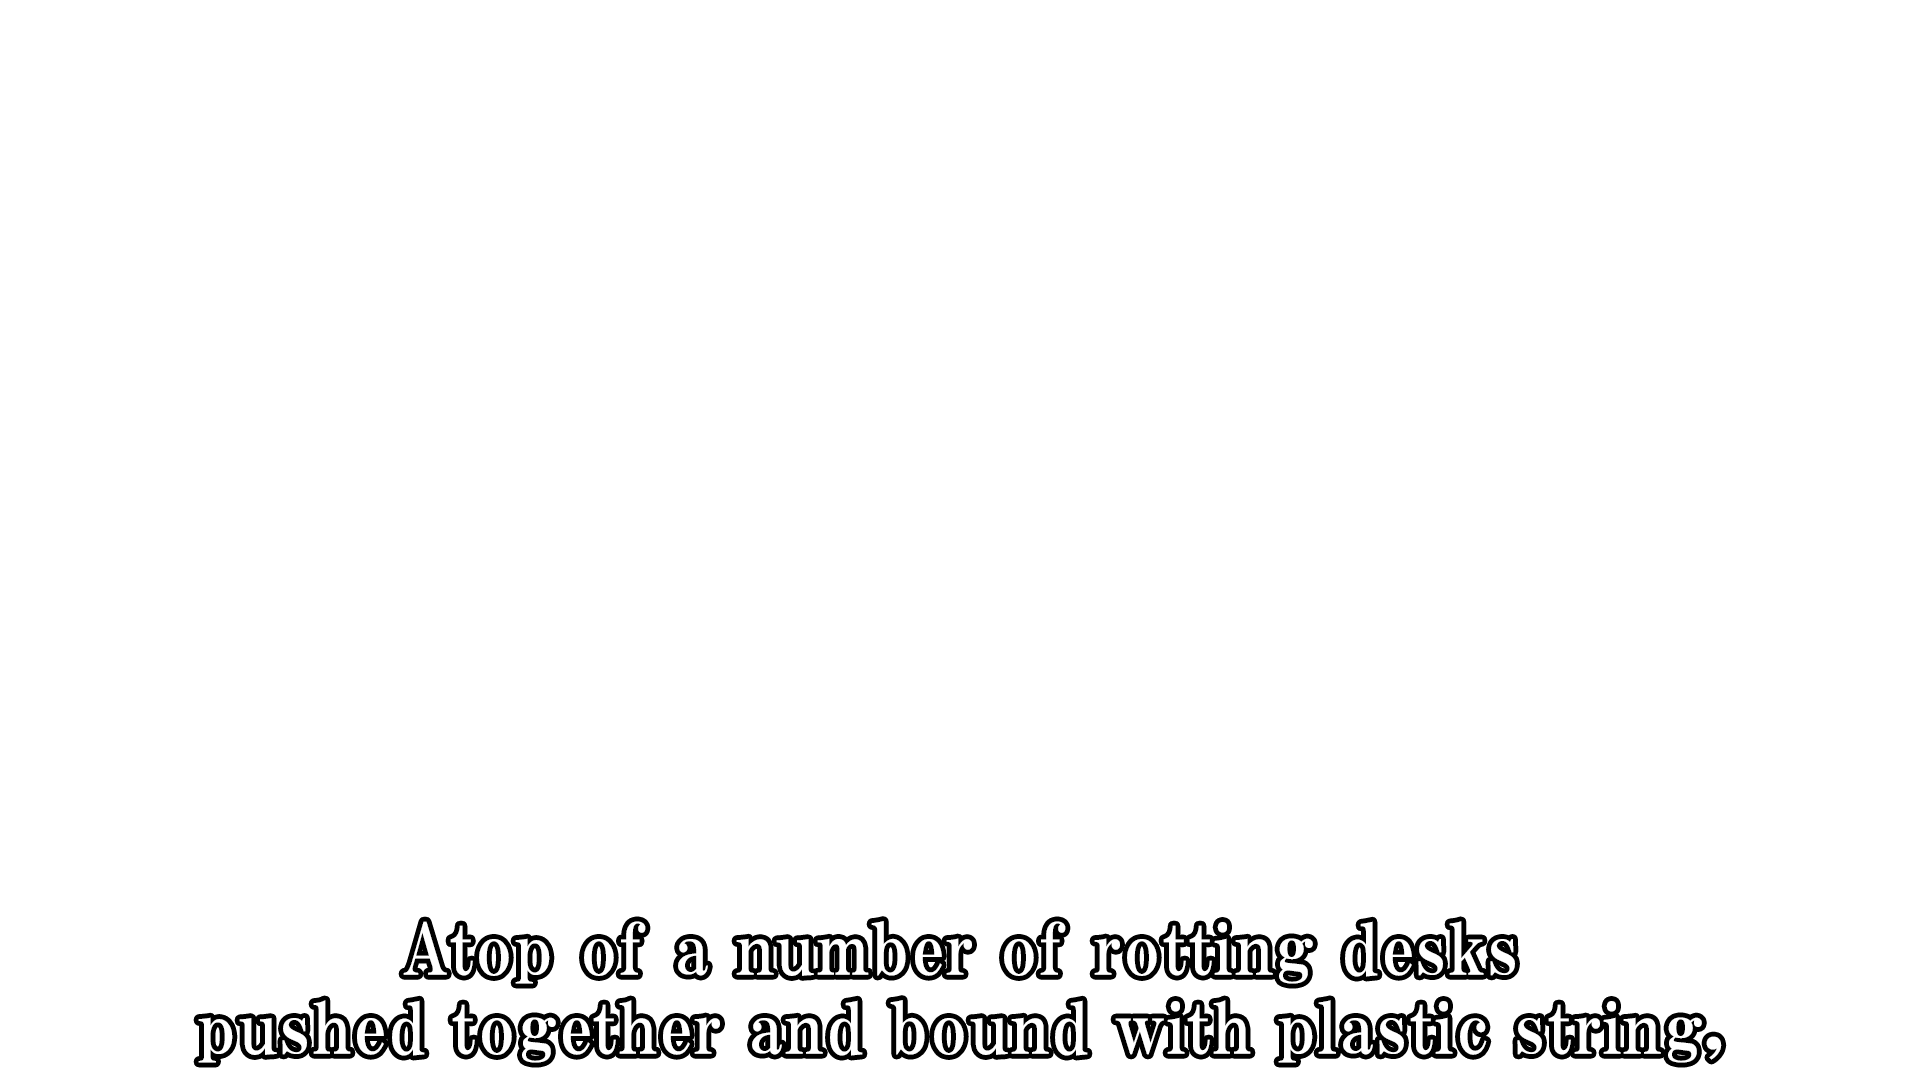 Atop of a number of rotting desks
pushed together and bound with plastic string,